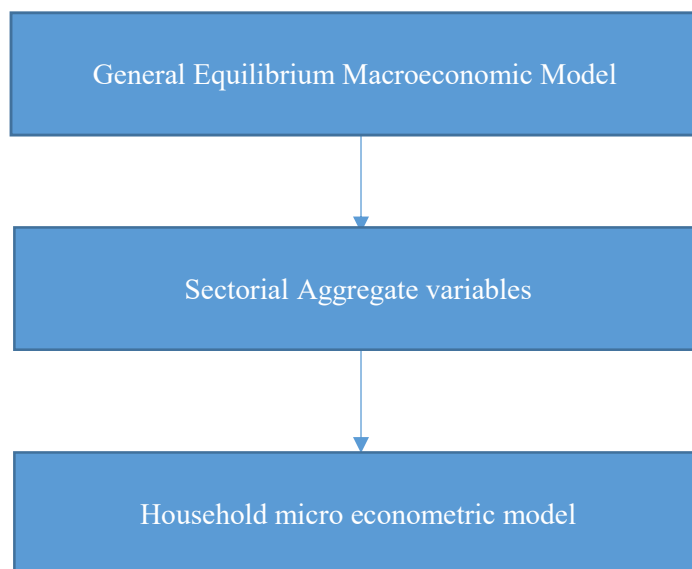 General Equilibrium Macroeconomic Model
Sectorial Aggregate variables
Household micro econometric model